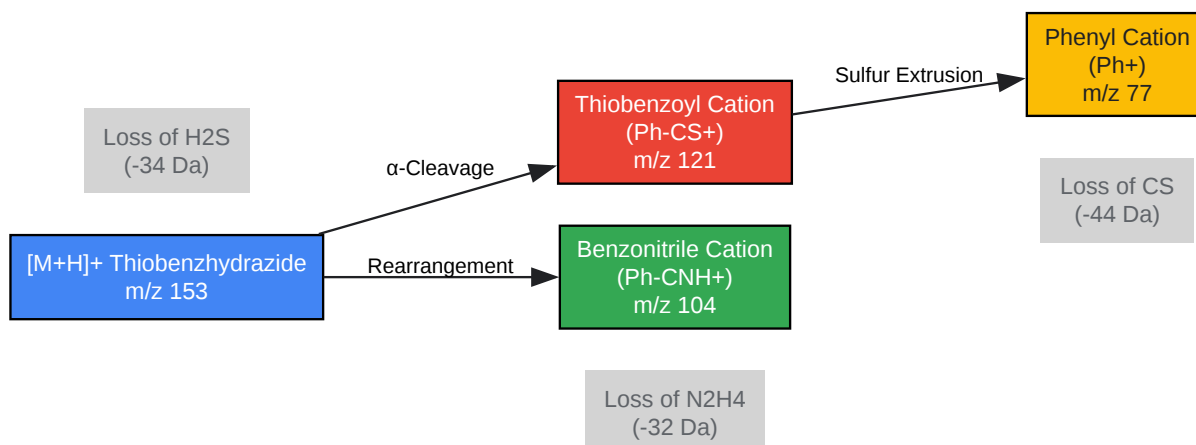 Phenyl Cation
(Ph+)
m/z 77
Sulfur Extrusion
Thiobenzoyl Cation
(Ph-CS+)
m/z 121
Loss of H2S
(-34 Da)
α-Cleavage
Loss of CS
(-44 Da)
[M+H]+ Thiobenzhydrazide
m/z 153
Rearrangement
Benzonitrile Cation
(Ph-CNH+)
m/z 104
Loss of N2H4
(-32 Da)